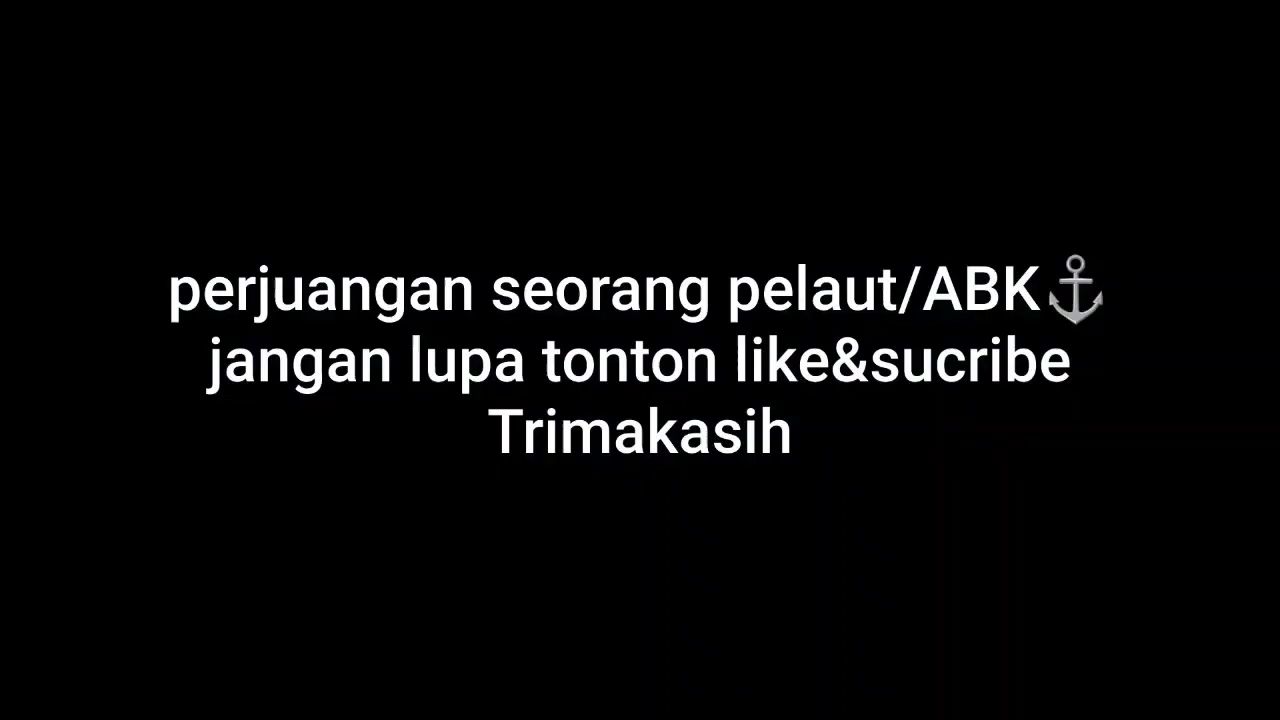 perjuangan seorang pelaut/ABK⚓
jangan lupa tonton like&sucribe
Trimakasih